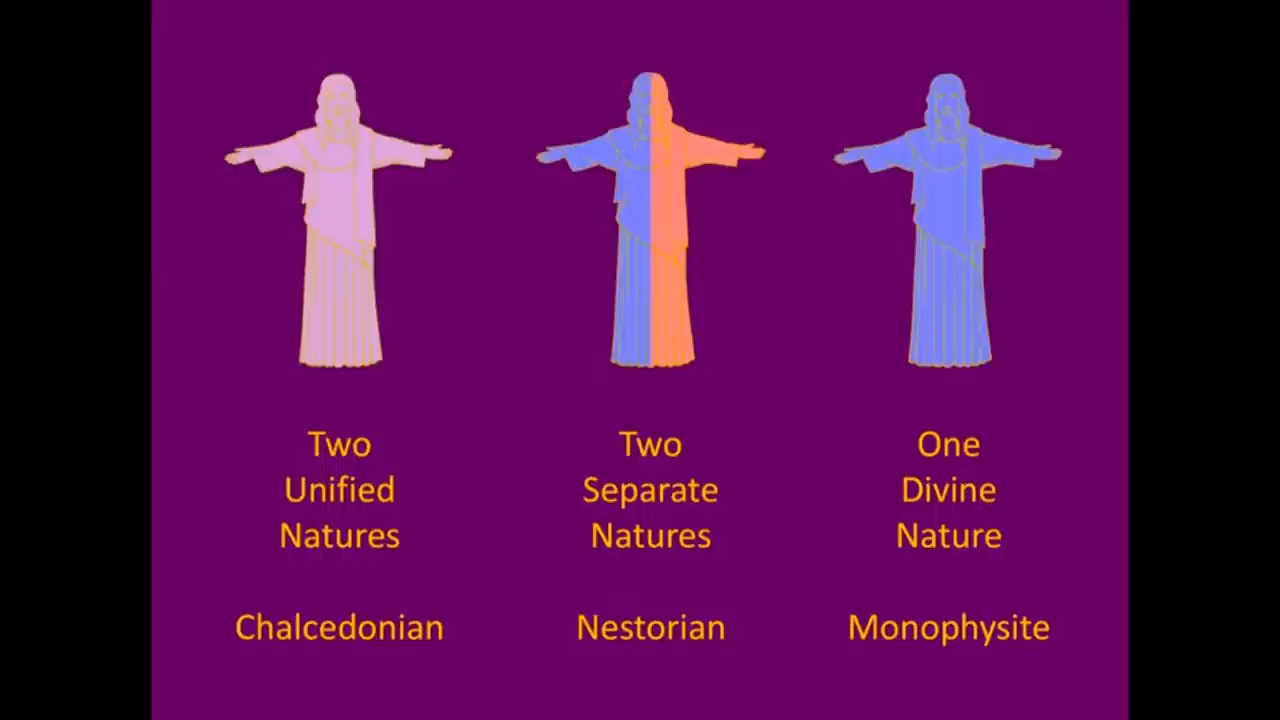 Two
Unified
Natures
Chalcedonian
Two
Separate
Natures
Nestorian
One
Divine
Nature
Monophysite